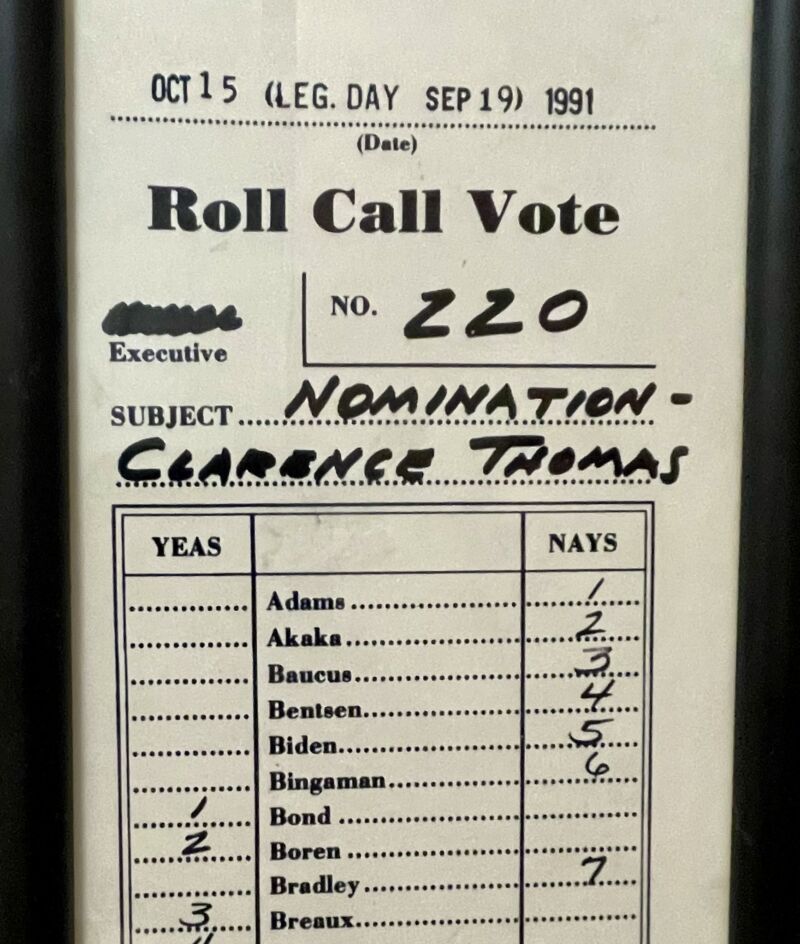 OCT 15 (LEG. DAY SEP 19) 1991
(Date)
Roll Call Vote
Executive
NO. 220
SUBJECT.....NOMINATION-
CLARENCE THOMAS
YEAS NAYS
Adams 1
Akaka 2
Baucus 3
Bentsen 4
Biden 5
Bingaman 6
1 Bond
2 Boren
Bradley 7
3 Breaux